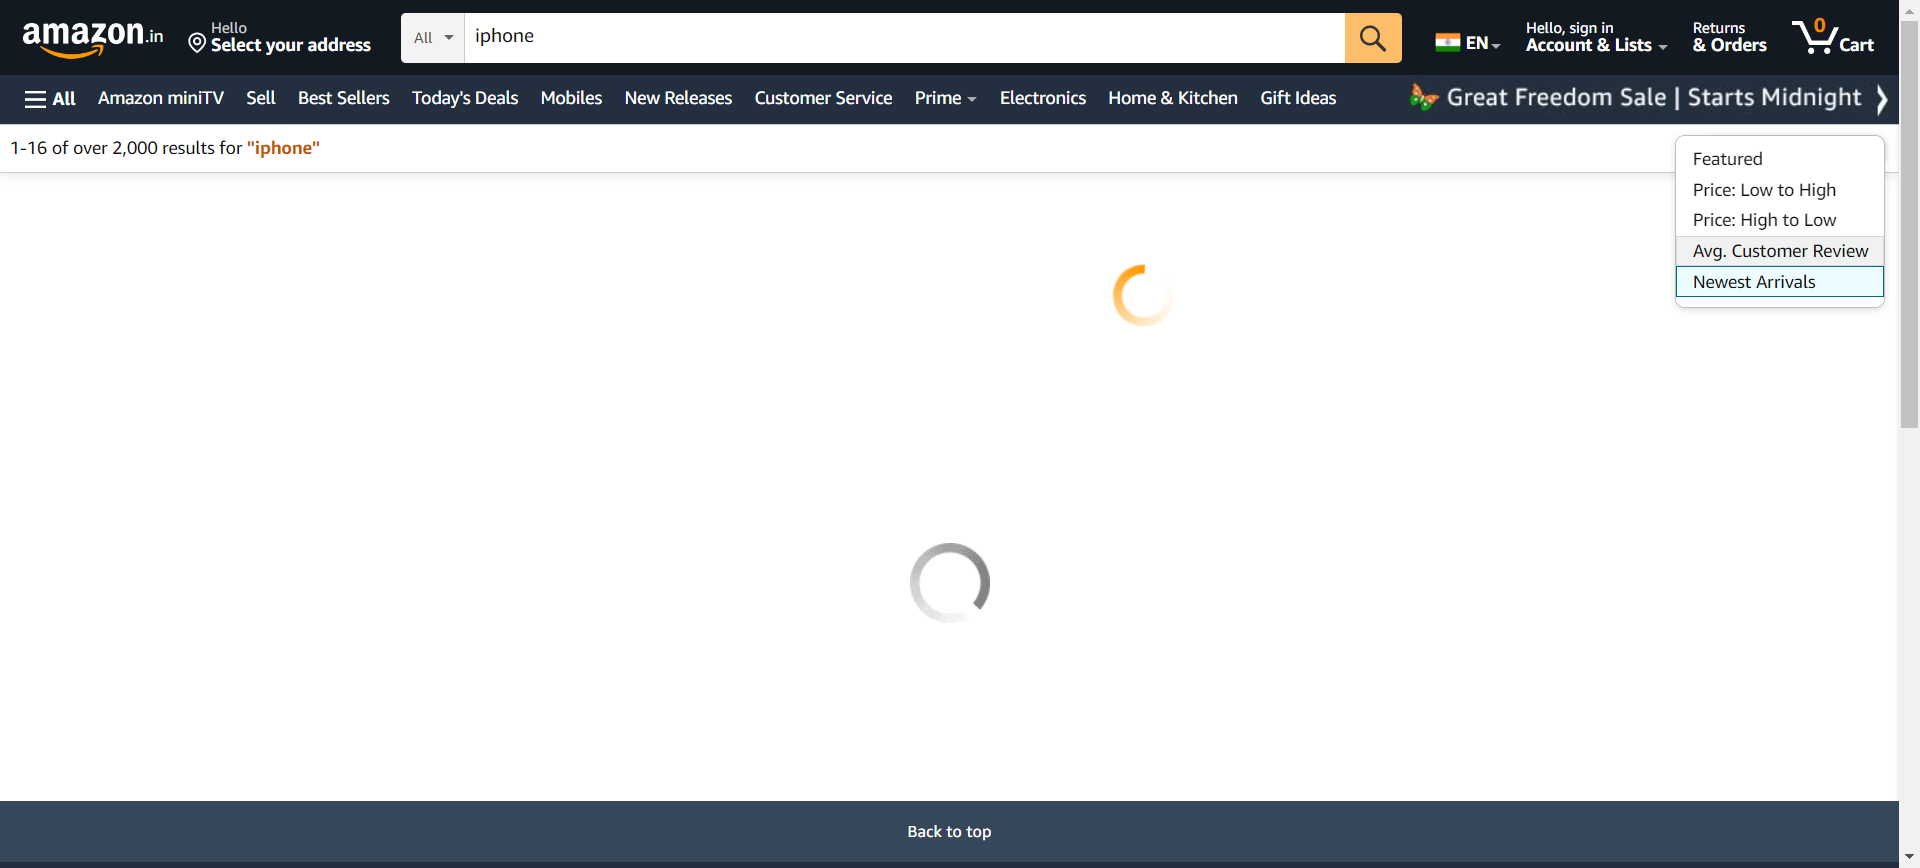 amazon.in
Hello
Select your address
All
iphone
EN
Hello, sign in
Account & Lists
Returns
& Orders
0
Cart
All
Amazon miniTV
Sell
Best Sellers
Today's Deals
Mobiles
New Releases
Customer Service
Prime
Electronics
Home & Kitchen
Gift Ideas
Great Freedom Sale | Starts Midnight
1-16 of over 2,000 results for "iphone"
Featured
Price: Low to High
Price: High to Low
Avg. Customer Review
Newest Arrivals
Back to top